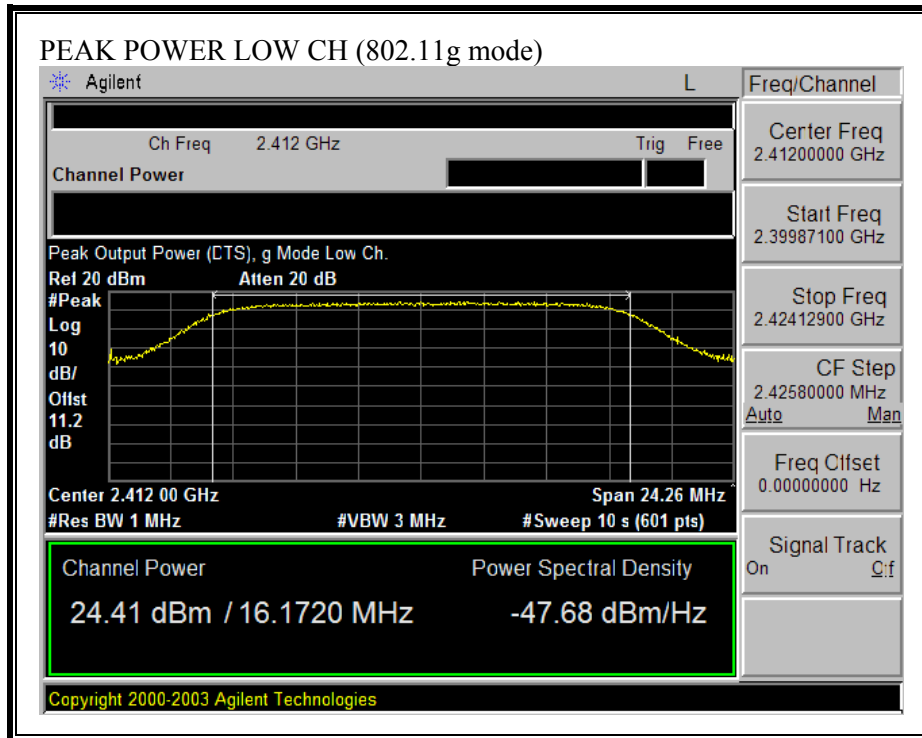 PEAK POWER LOW CH (802.11g mode)
Agilent L Freq/Channel
Ch Freq 2.412 GHz Trig Free
Channel Power
Center Freq
2.41200000 GHz
Start Freq
2.39987100 GHz
Stop Freq
2.42412900 GHz
CF Step
2.42580000 MHz
Auto Man
Freq Offset
0.00000000 Hz
Signal Track
On Off
Peak Output Power (DTS), g Mode Low Ch.
Ref 20 dBm Atten 20 dB
#Peak
Log
10
dB/
Offst
11.2
dB
Center 2.412 00 GHz Span 24.26 MHz
#Res BW 1 MHz #VBW 3 MHz #Sweep 10 s (601 pts)
Channel Power Power Spectral Density
24.41 dBm / 16.1720 MHz -47.68 dBm/Hz
Copyright 2000-2003 Agilent Technologies